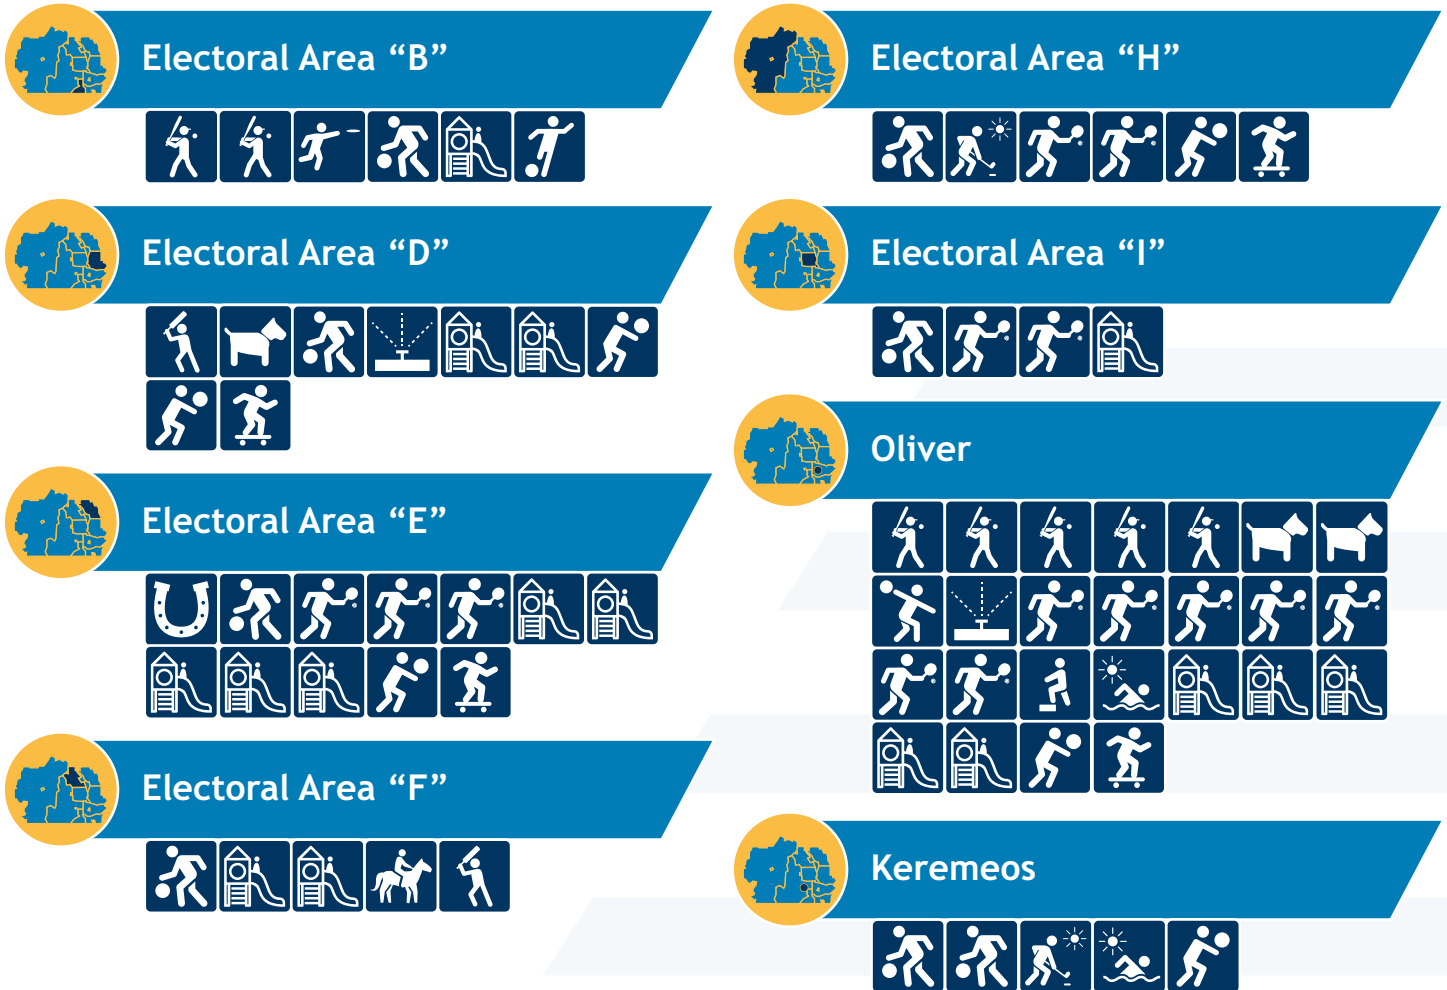 Electoral Area “B”
Electoral Area “D”
Electoral Area “E”
Electoral Area “F”
Electoral Area “H”
Electoral Area “I”
Oliver
Keremeos